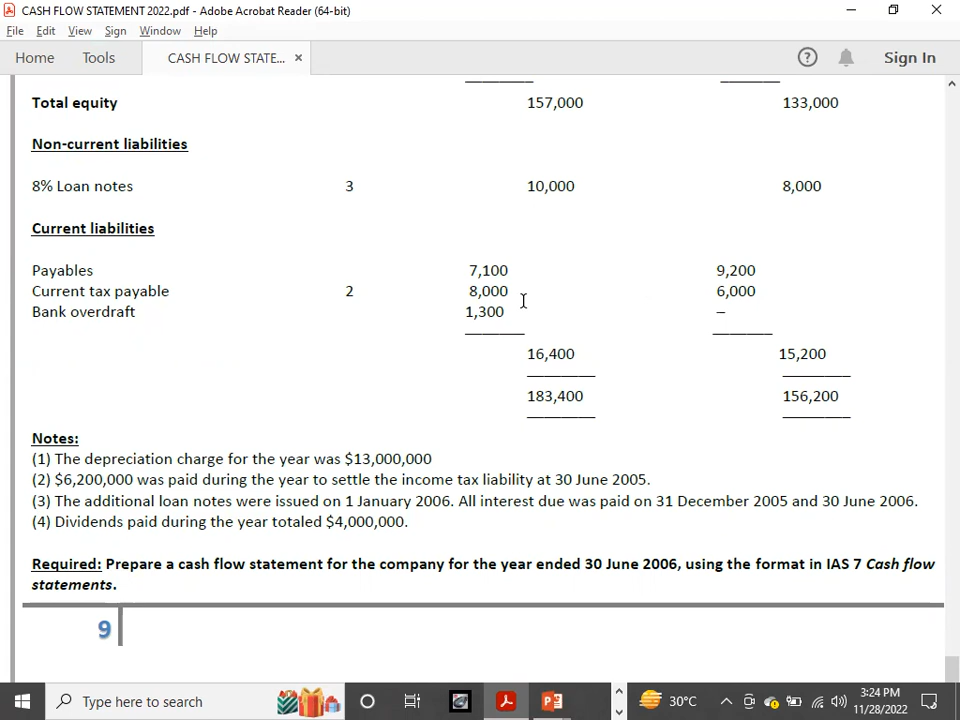 CASH FLOW STATEMENT 2022.pdf - Adobe Acrobat Reader (64-bit)
File Edit View Sign Window Help
Home Tools CASH FLOW STATE... × Sign In
Total equity 157,000 133,000
Non-current liabilities
8% Loan notes 3 10,000 8,000
Current liabilities
Payables 7,100 9,200
Current tax payable 2 8,000 6,000
Bank overdraft 1,300 –
16,400 15,200
183,400 156,200
Notes:
(1) The depreciation charge for the year was $13,000,000
(2) $6,200,000 was paid during the year to settle the income tax liability at 30 June 2005.
(3) The additional loan notes were issued on 1 January 2006. All interest due was paid on 31 December 2005 and 30 June 2006.
(4) Dividends paid during the year totaled $4,000,000.
Required: Prepare a cash flow statement for the company for the year ended 30 June 2006, using the format in IAS 7 Cash flow
statements.
9
Type here to search 30°C 3:24 PM
11/28/2022